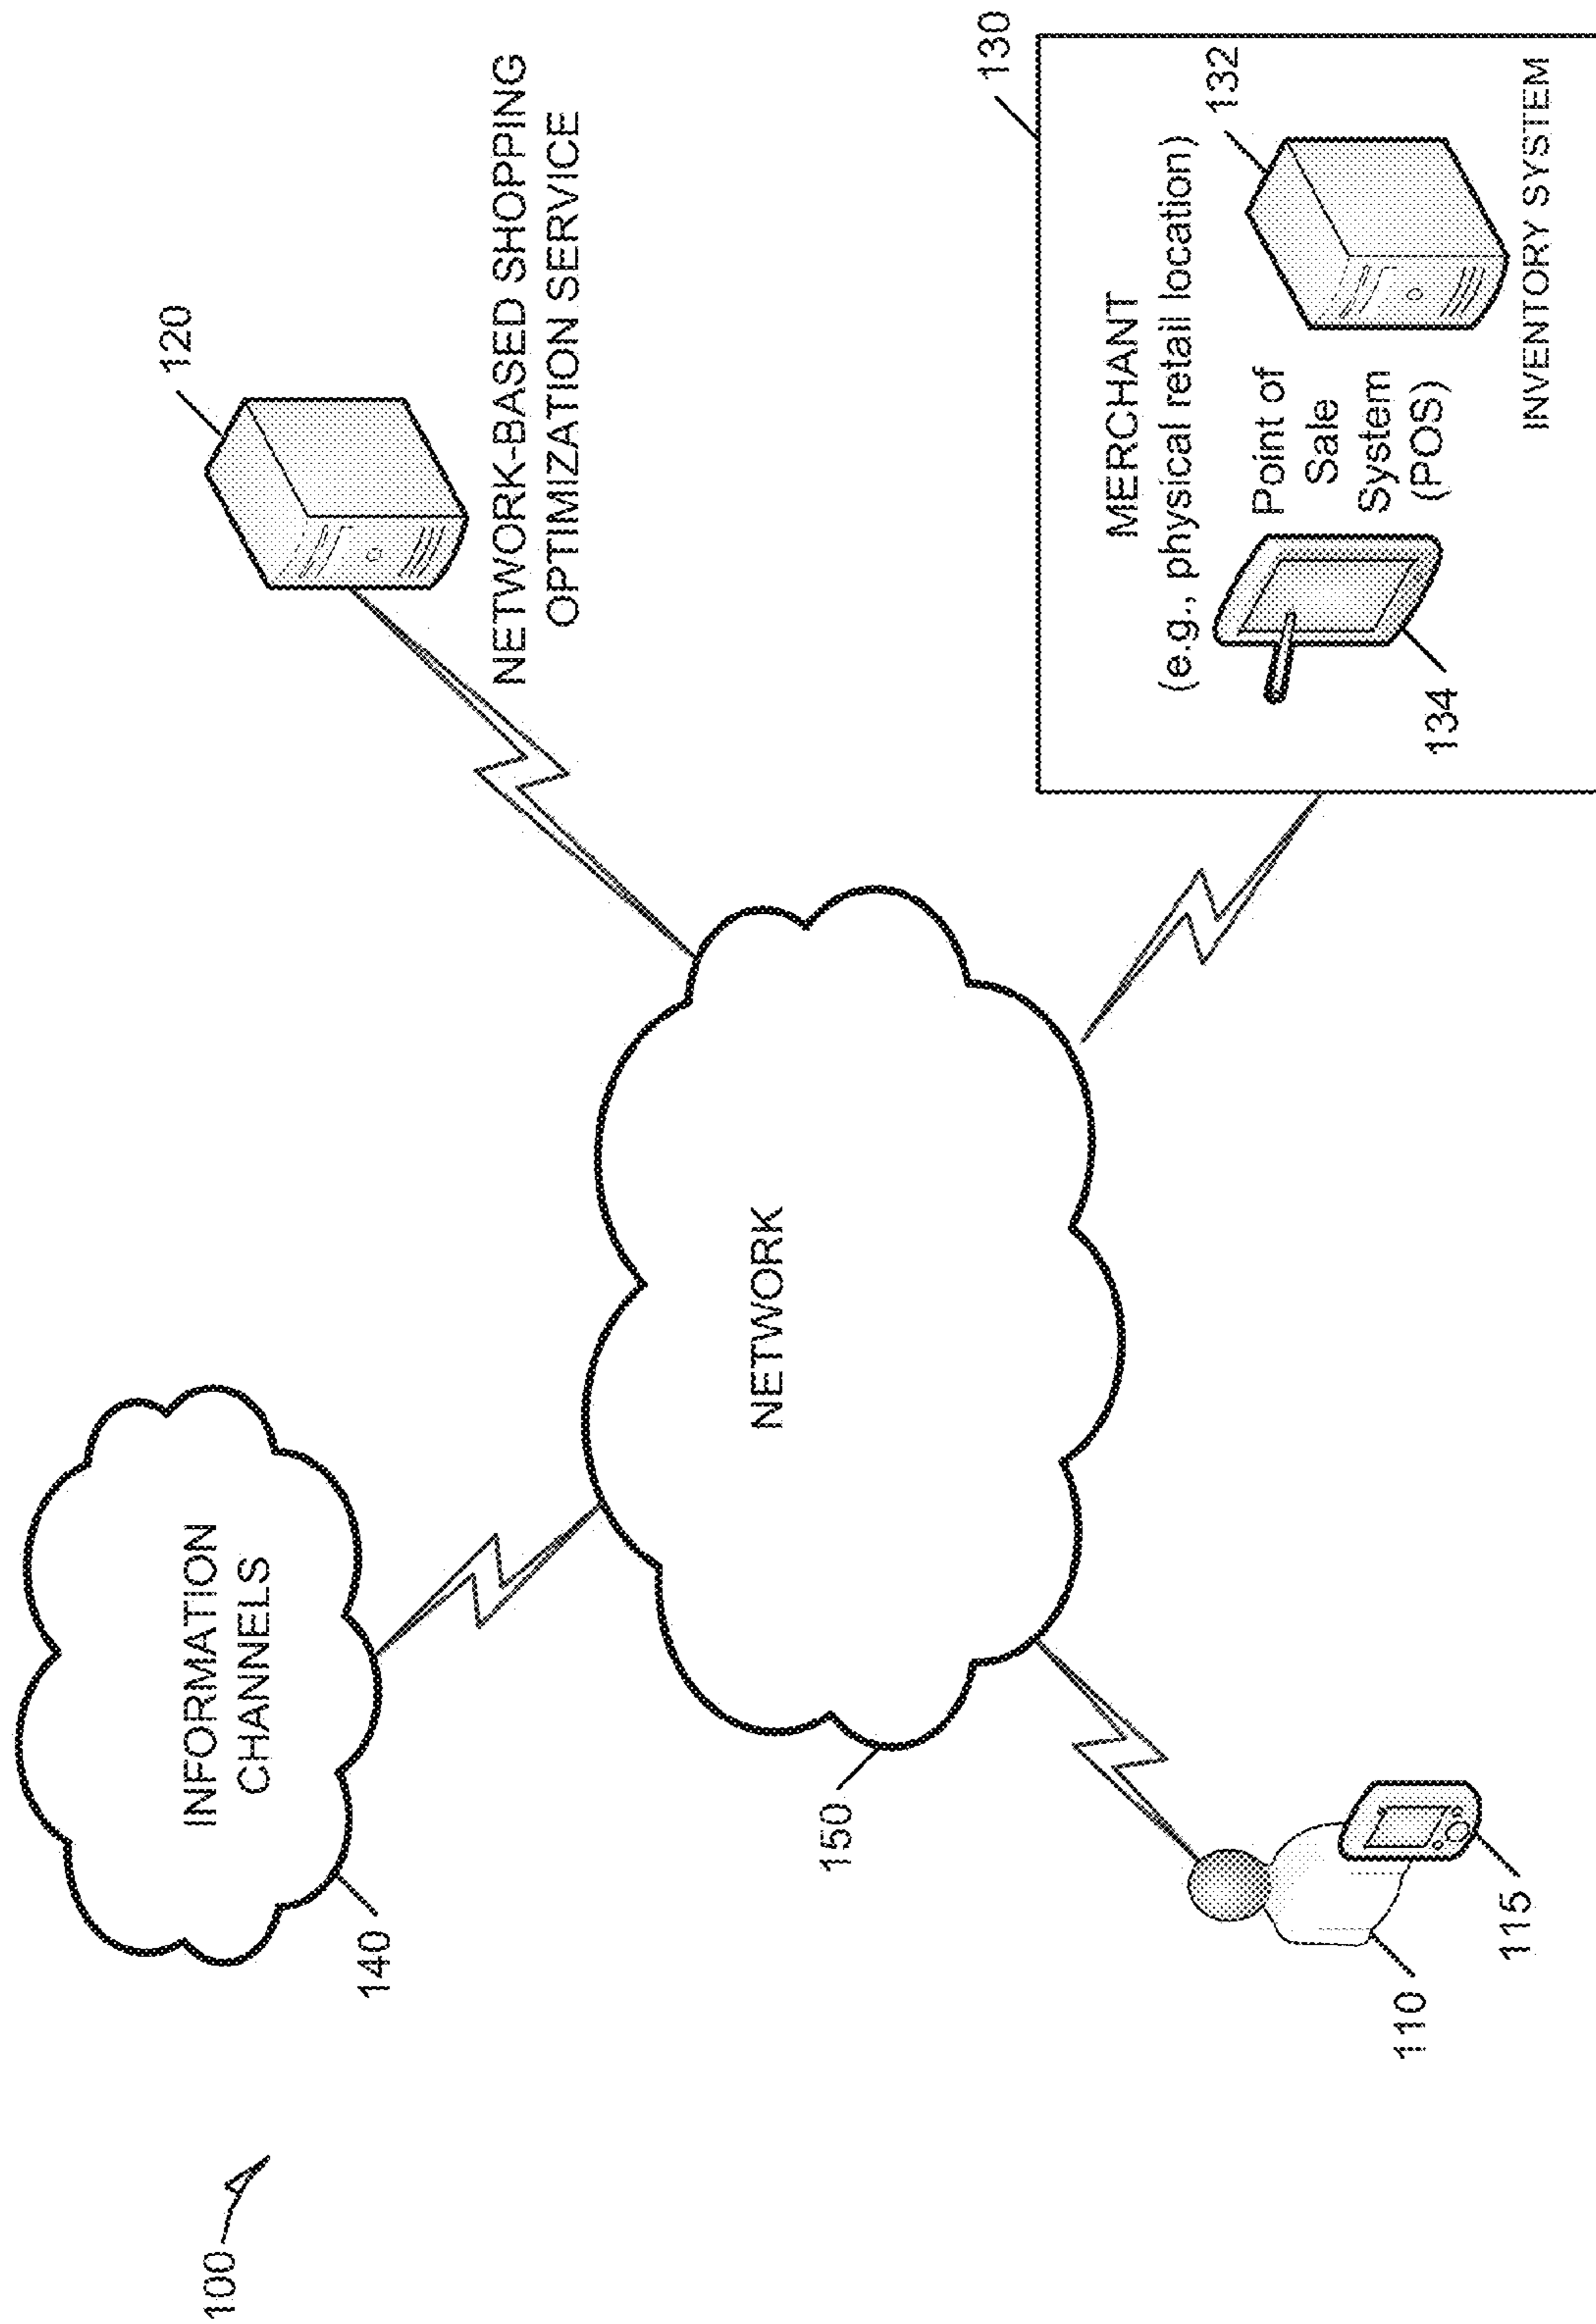 100
INFORMATION
CHANNELS
140
120
NETWORK-BASED SHOPPING
OPTIMIZATION SERVICE
NETWORK
150
110
115
130
MERCHANT
(e.g., physical retail location)
Point of
Sale
System
(POS)
132
134
INVENTORY SYSTEM